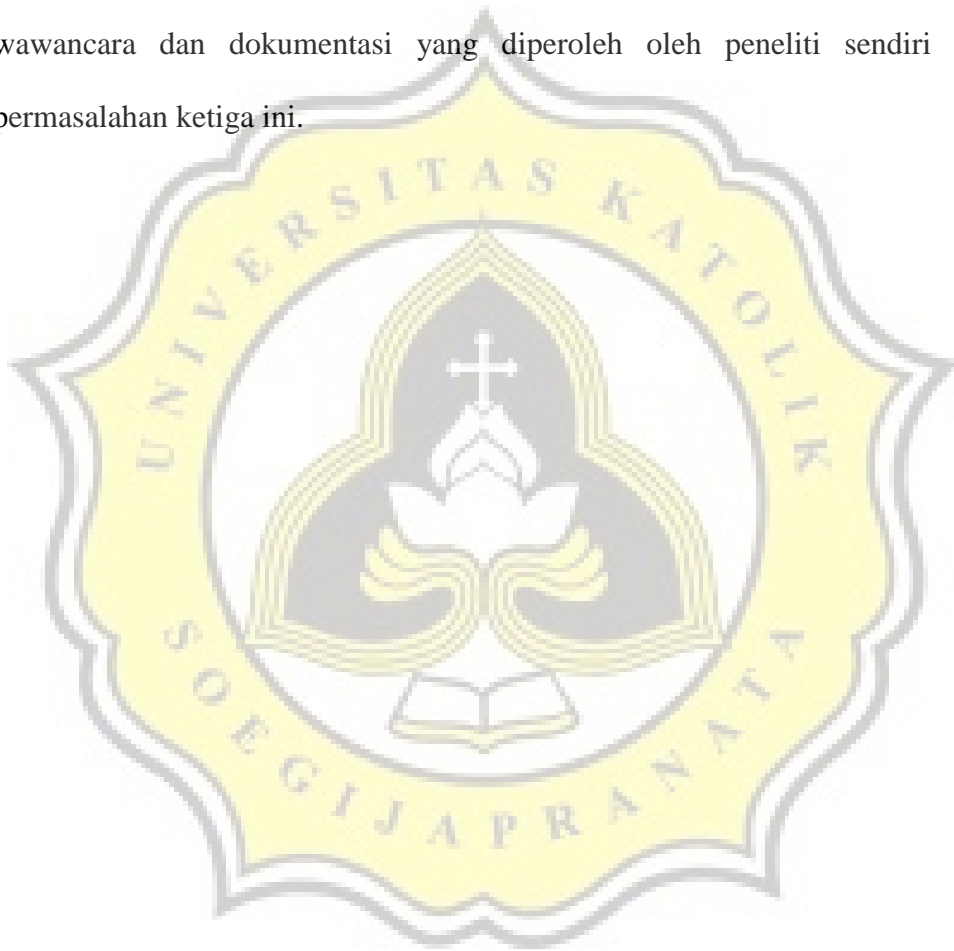 wawancara dan dokumentasi yang diperoleh oleh peneliti sendiri
permasalahan ketiga ini.
UNIVERSITAS KATOLIK
SOEGIJAPRANATA